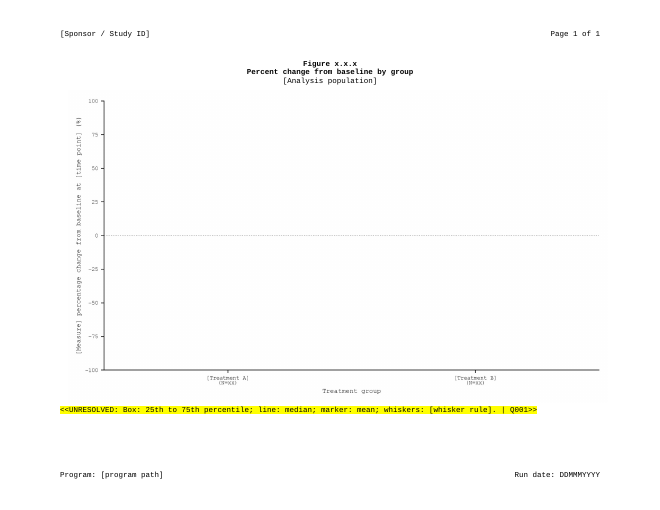 [Sponsor / Study ID]
Page 1 of 1
Figure x.x.x
Percent change from baseline by group
[Analysis population]
[Measure] percentage change from baseline at [time point] (%)
100
75
50
25
0
−25
−50
−75
−100
[Treatment A]
(N=xx)
[Treatment B]
(N=xx)
Treatment group
<<UNRESOLVED: Box: 25th to 75th percentile; line: median; marker: mean; whiskers: [whisker rule]. | Q001>>
Program: [program path]
Run date: DDMMMYYYY